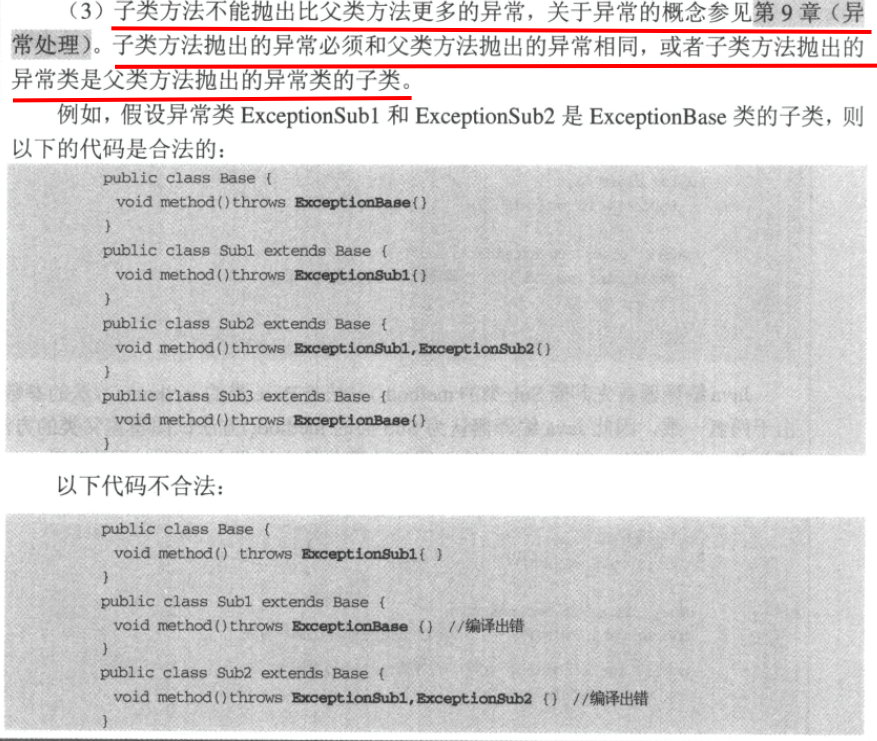 （3）子类方法不能抛出比父类方法更多的异常，关于异常的概念参见第9章（异
常处理）。子类方法抛出的异常必须和父类方法抛出的异常相同，或者子类方法抛出的
异常类是父类方法抛出的异常类的子类。
例如，假设异常类 ExceptionSub1 和 ExceptionSub2 是 ExceptionBase 类的子类，则
以下的代码是合法的：
public class Base {
void method()throws ExceptionBase{}
}
public class Sub1 extends Base {
void method()throws ExceptionSub1{}
}
public class Sub2 extends Base {
void method()throws ExceptionSub1,ExceptionSub2{}
}
public class Sub3 extends Base {
void method()throws ExceptionBase{}
}
以下代码不合法：
public class Base {
void method() throws ExceptionSub1{ }
}
public class Sub1 extends Base {
void method()throws ExceptionBase {} //编译出错
}
public class Sub2 extends Base {
void method()throws ExceptionSub1,ExceptionSub2 {} //编译出错
}